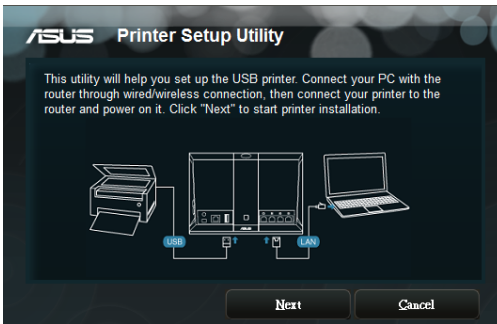 ASUS Printer Setup Utility
This utility will help you set up the USB printer. Connect your PC with the
router through wired/wireless connection, then connect your printer to the
router and power on it. Click "Next" to start printer installation.
ASUS
USB
LAN
Next Cancel